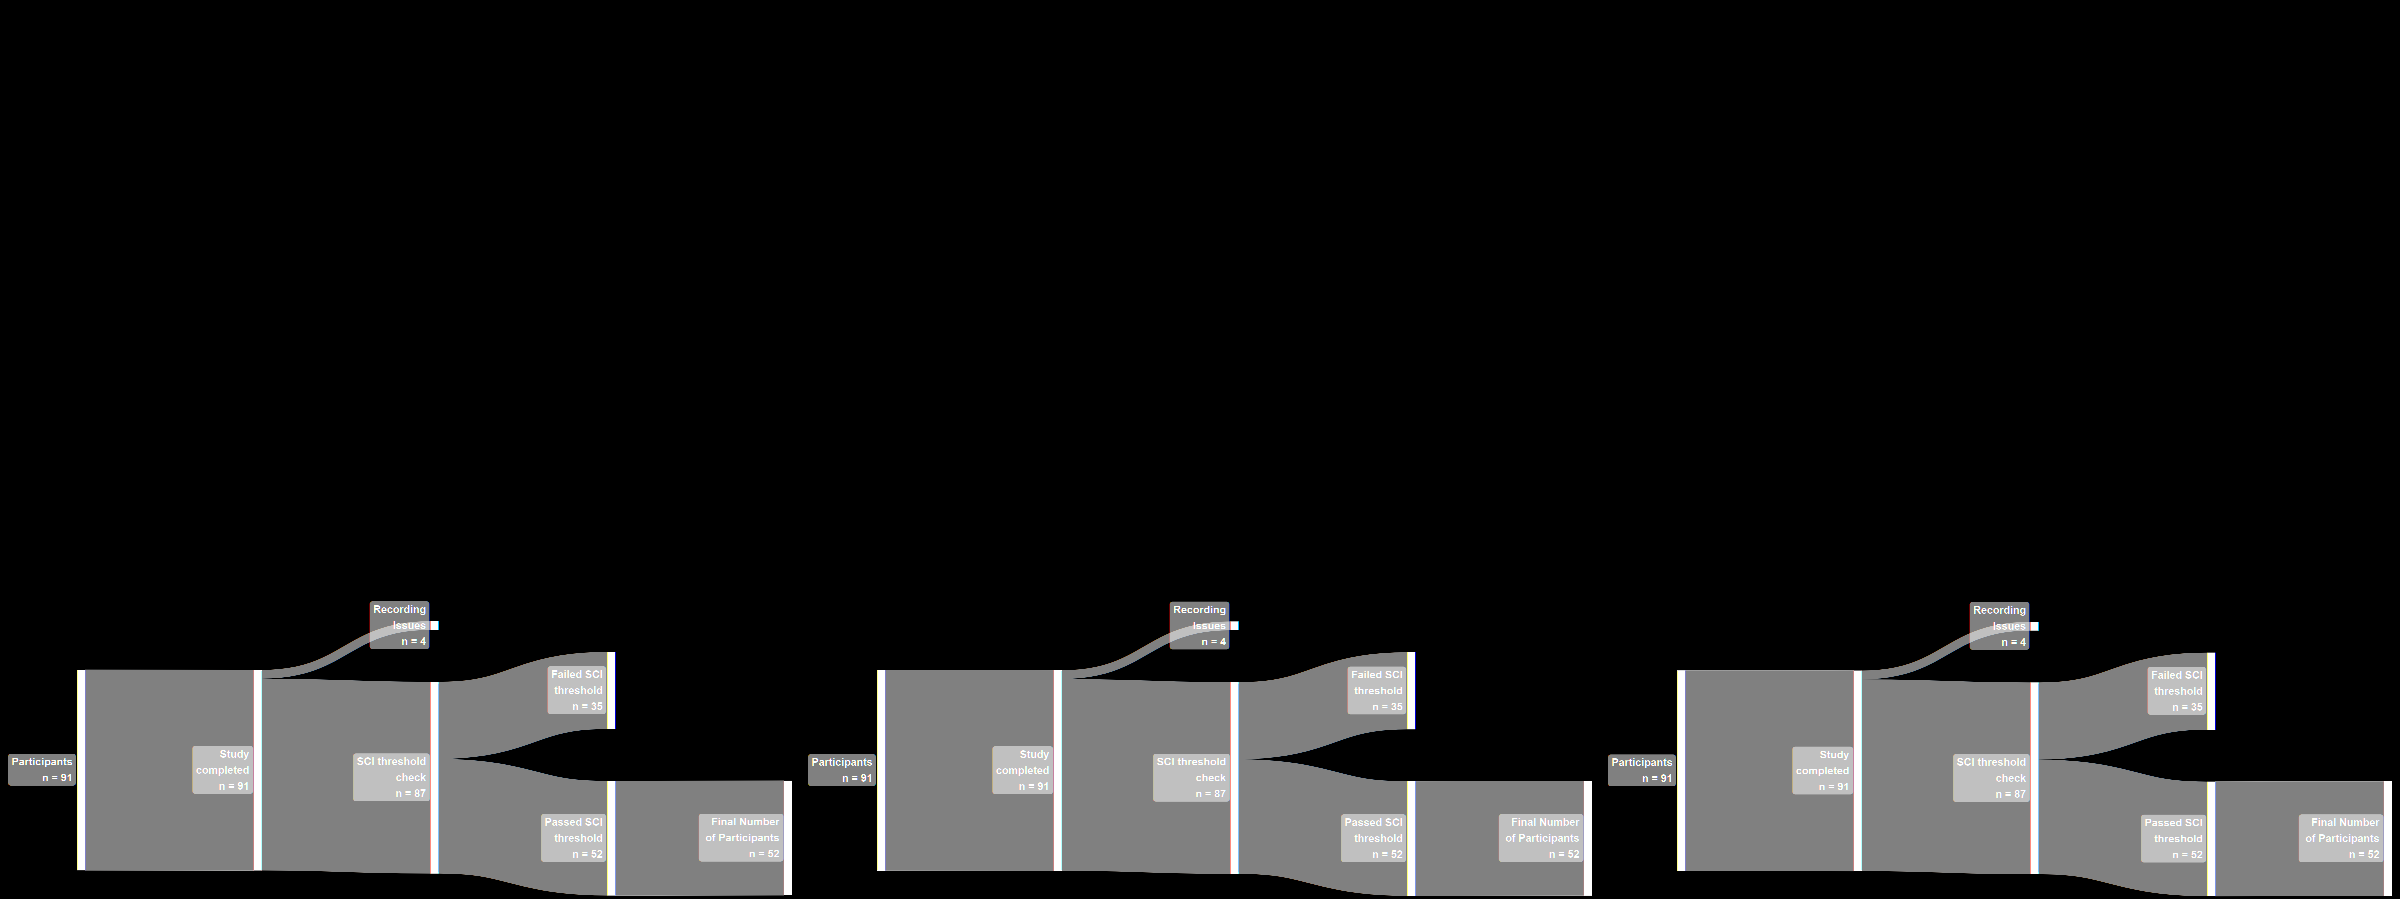 Recording
Issues
n = 4
Failed SCI
threshold
n = 35
Participants
n = 91
Study
completed
n = 91
SCI threshold
check
n = 87
Passed SCI
threshold
n = 52
Final Number
of Participants
n = 52
Recording
Issues
n = 4
Failed SCI
threshold
n = 35
Participants
n = 91
Study
completed
n = 91
SCI threshold
check
n = 87
Passed SCI
threshold
n = 52
Final Number
of Participants
n = 52
Recording
Issues
n = 4
Failed SCI
threshold
n = 35
Participants
n = 91
Study
completed
n = 91
SCI threshold
check
n = 87
Passed SCI
threshold
n = 52
Final Number
of Participants
n = 52